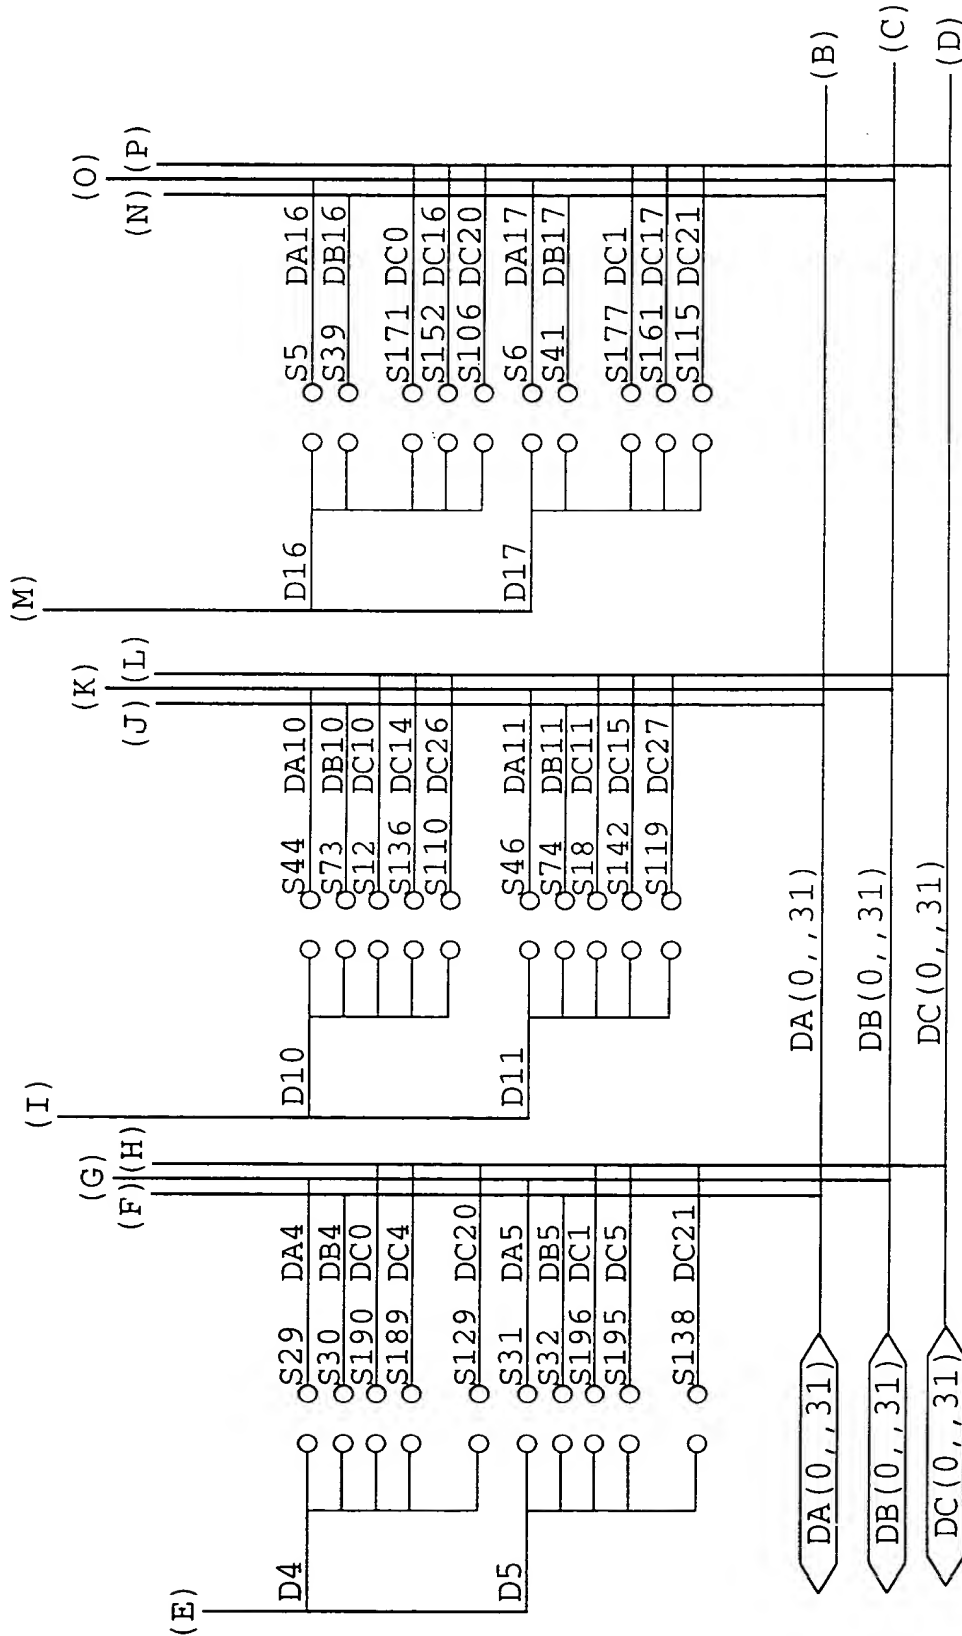 (E)
D4
S29 DA4
S30 DB4
S190 DC0
S189 DC4
S129 DC20
D5
S31 DA5
S32 DB5
S196 DC1
S195 DC5
S138 DC21
(F)
(G)
(H)
(I)
D10
S44 DA10
S73 DB10
S12 DC10
S136 DC14
S110 DC26
D11
S46 DA11
S74 DB11
S18 DC11
S142 DC15
S119 DC27
(J)
(K)
(L)
(M)
D16
S5 DA16
S39 DB16
S171 DC0
S152 DC16
S106 DC20
D17
S6 DA17
S41 DB17
S177 DC1
S161 DC17
S115 DC21
(N)
(O)
(P)
DA(0,,31) DA(0,,31) (B)
DB(0,,31) DB(0,,31) (C)
DC(0,,31) DC(0,,31) (D)